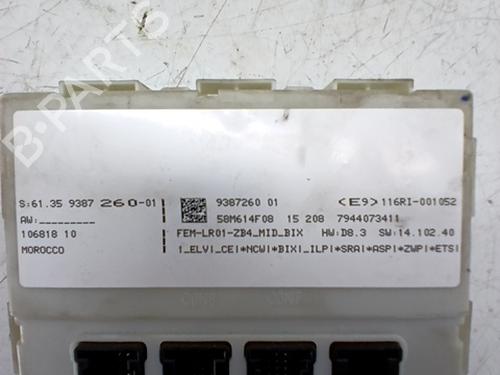 B-PARTS
S:61.35 9387 260-01
AW:_________
106818 10
MOROCCO
9387260 01
58M614F08 15 208 7944073411
<E9>116RI-001052
FEM-LR01-ZB4_MID_BIX HW:D8.3 SW:14.102.40
1_ELV|_CE|*NCW|*BIX|_ILP|*SRA|*ASP|*ZWP|*ETS|